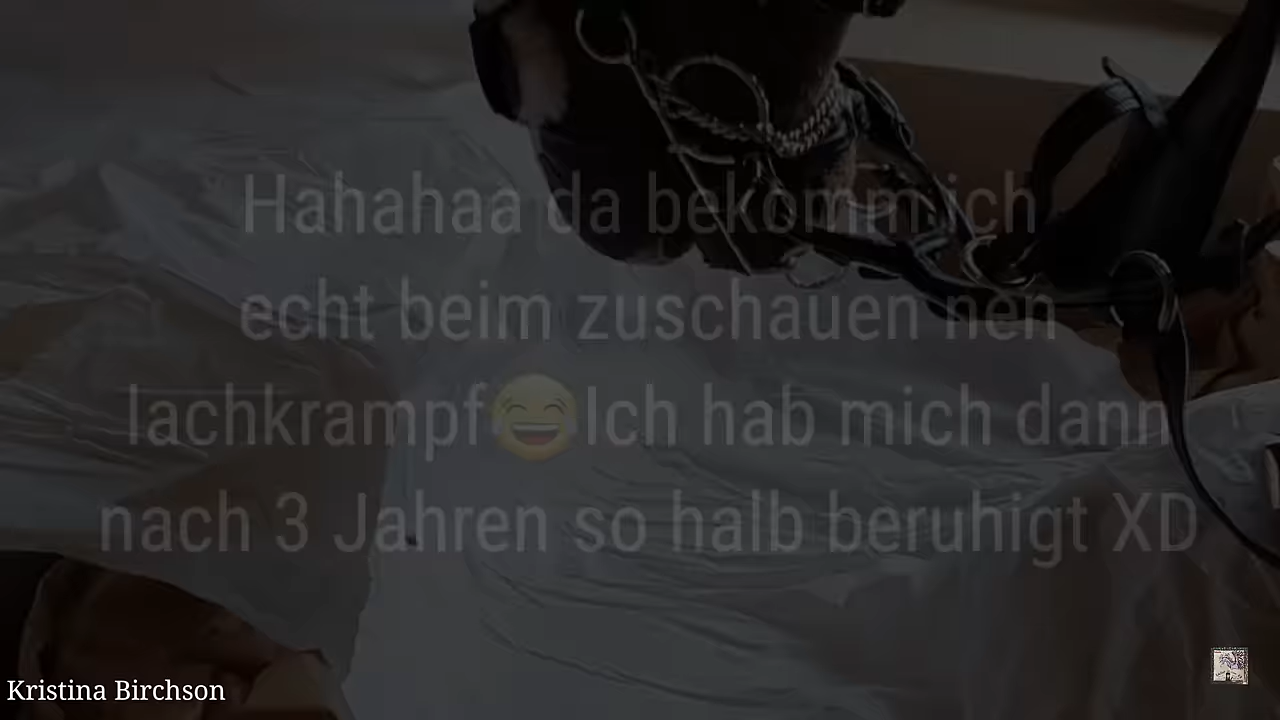 Hahahaa da bekomm ich
echt beim zuschauen nen
lachkrampf😅Ich hab mich dann
nach 3 Jahren so halb beruhigt XD
Kristina Birchson